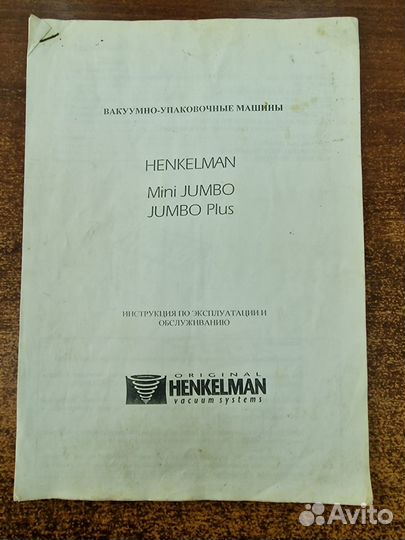 ВАКУУМНО-УПАКОВОЧНЫЕ МАШИНЫ
HENKELMAN
Mini JUMBO
JUMBO Plus
ИНСТРУКЦИЯ ПО ЭКСПЛУАТАЦИИ И
ОБСЛУЖИВАНИЮ
ORIGINAL
HENKELMAN
vacuum systems
Avito